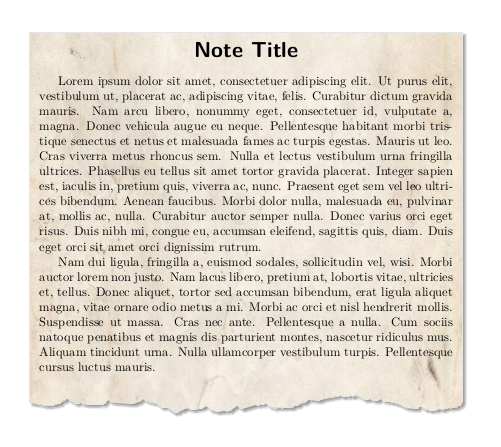 Note Title
Lorem ipsum dolor sit amet, consectetuer adipiscing elit. Ut purus elit,
vestibulum ut, placerat ac, adipiscing vitae, felis. Curabitur dictum gravida
mauris. Nam arcu libero, nonummy eget, consectetuer id, vulputate a,
magna. Donec vehicula augue eu neque. Pellentesque habitant morbi tris-
tique senectus et netus et malesuada fames ac turpis egestas. Mauris ut leo.
Cras viverra metus rhoncus sem. Nulla et lectus vestibulum urna fringilla
ultrices. Phasellus eu tellus sit amet tortor gravida placerat. Integer sapien
est, iaculis in, pretium quis, viverra ac, nunc. Praesent eget sem vel leo ultri-
ces bibendum. Aenean faucibus. Morbi dolor nulla, malesuada eu, pulvinar
at, mollis ac, nulla. Curabitur auctor semper nulla. Donec varius orci eget
risus. Duis nibh mi, congue eu, accumsan eleifend, sagittis quis, diam. Duis
eget orci sit amet orci dignissim rutrum.
Nam dui ligula, fringilla a, euismod sodales, sollicitudin vel, wisi. Morbi
auctor lorem non justo. Nam lacus libero, pretium at, lobortis vitae, ultricies
et, tellus. Donec aliquet, tortor sed accumsan bibendum, erat ligula aliquet
magna, vitae ornare odio metus a mi. Morbi ac orci et nisl hendrerit mollis.
Suspendisse ut massa. Cras nec ante. Pellentesque a nulla. Cum sociis
natoque penatibus et magnis dis parturient montes, nascetur ridiculus mus.
Aliquam tincidunt urna. Nulla ullamcorper vestibulum turpis. Pellentesque
cursus luctus mauris.